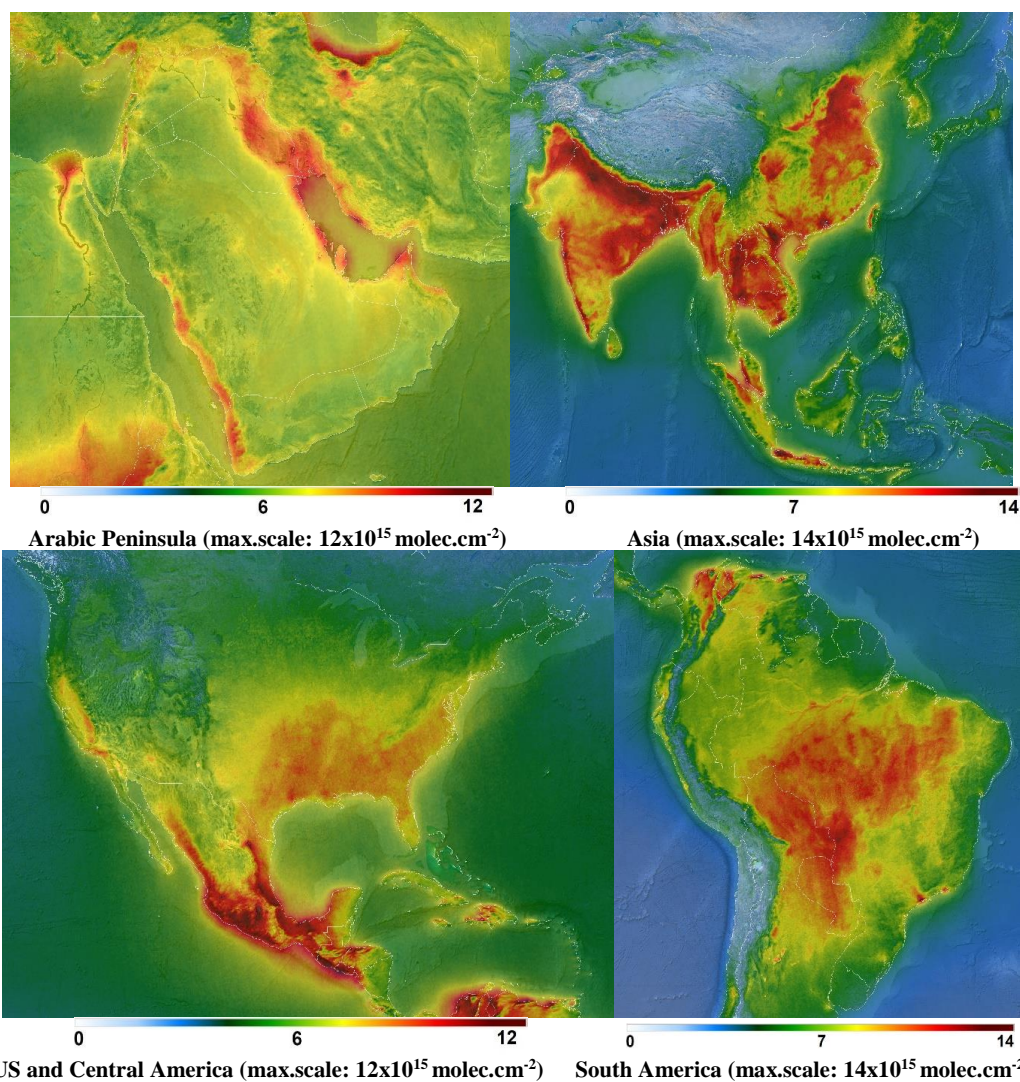 0 6 12
Arabic Peninsula (max.scale: 12x10¹⁵ molec.cm⁻²)
0 7 14
Asia (max.scale: 14x10¹⁵ molec.cm⁻²)
0 6 12
US and Central America (max.scale: 12x10¹⁵ molec.cm⁻²)
0 7 14
South America (max.scale: 14x10¹⁵ molec.cm⁻²